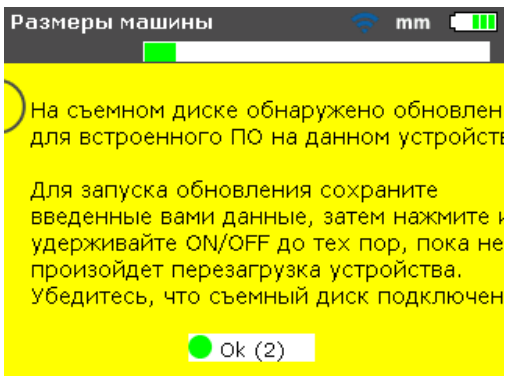 Размеры машины mm
На съемном диске обнаружено обновлен
для встроенного ПО на данном устройств
Для запуска обновления сохраните
введенные вами данные, затем нажмите и
удерживайте ON/OFF до тех пор, пока не
произойдет перезагрузка устройства.
Убедитесь, что съемный диск подключен
Ok (2)